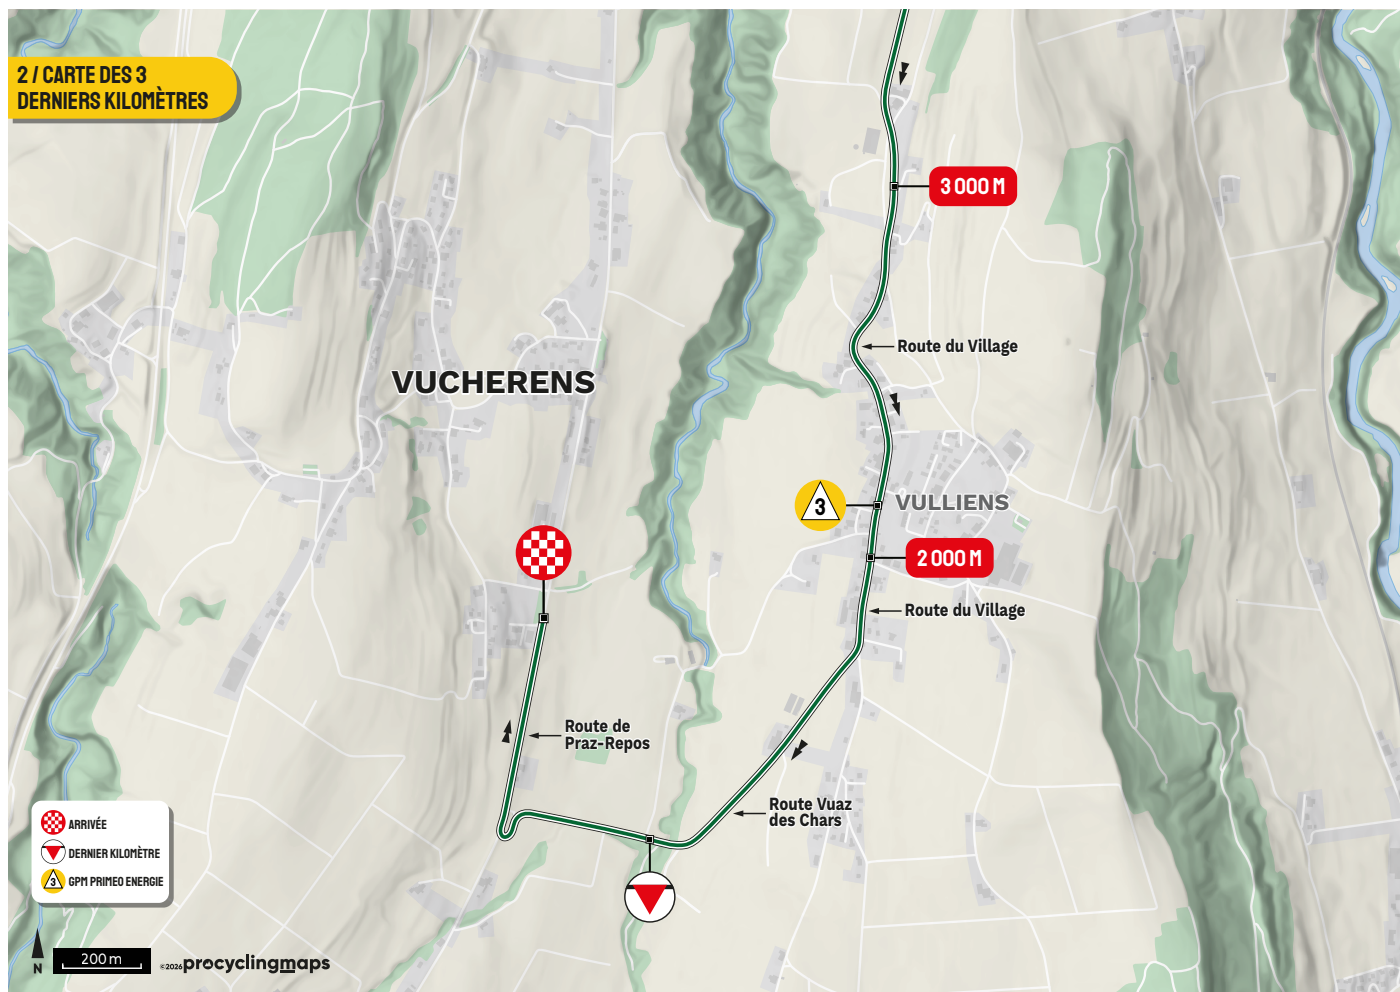 2 / CARTE DES 3
DERNIERS KILOMÈTRES
3 000 M
Route du Village
VUCHERENS
3
VULLIENS
2 000 M
Route du Village
Route de
Praz-Repos
Route Vuaz
des Chars
ARRIVÉE
DERNIER KILOMÈTRE
3 GPM PRIMEO ENERGIE
N
200 m
©2026 procyclingmaps